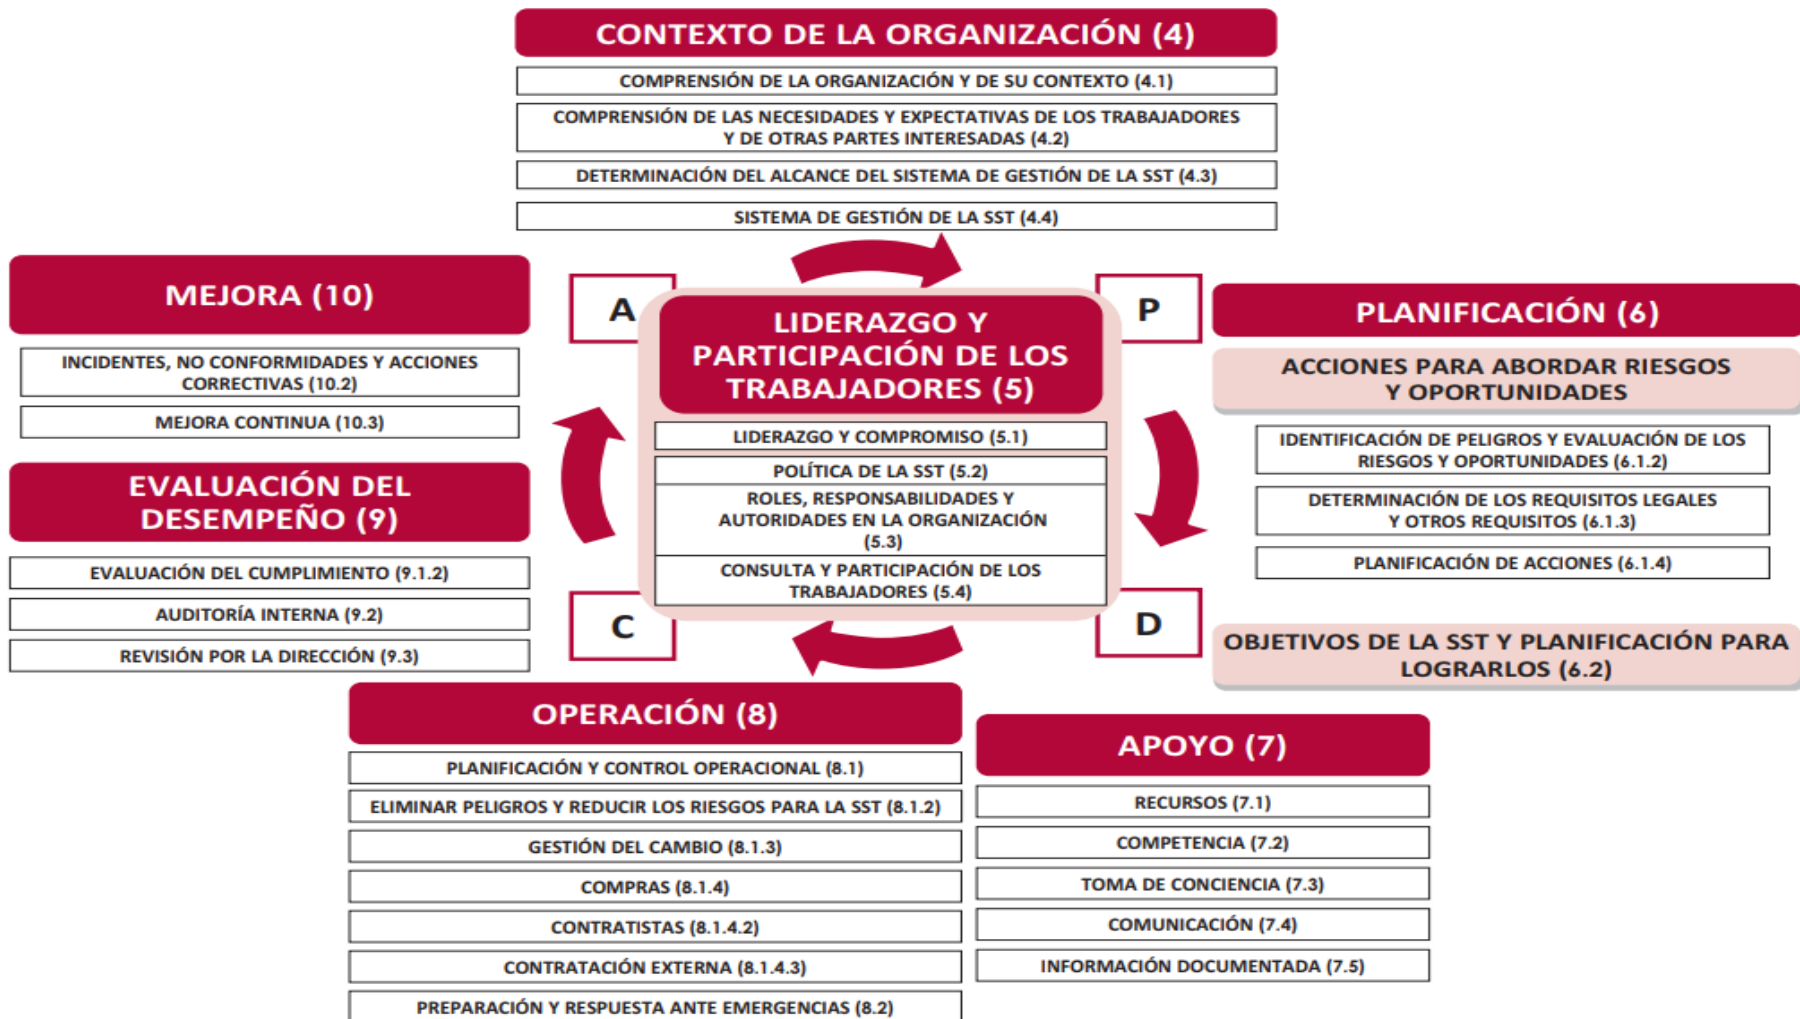 CONTEXTO DE LA ORGANIZACIÓN (4)
COMPRENSIÓN DE LA ORGANIZACIÓN Y DE SU CONTEXTO (4.1)
COMPRENSIÓN DE LAS NECESIDADES Y EXPECTATIVAS DE LOS TRABAJADORES
Y DE OTRAS PARTES INTERESADAS (4.2)
DETERMINACIÓN DEL ALCANCE DEL SISTEMA DE GESTIÓN DE LA SST (4.3)
SISTEMA DE GESTIÓN DE LA SST (4.4)
MEJORA (10)
INCIDENTES, NO CONFORMIDADES Y ACCIONES
CORRECTIVAS (10.2)
MEJORA CONTINUA (10.3)
EVALUACIÓN DEL
DESEMPEÑO (9)
EVALUACIÓN DEL CUMPLIMIENTO (9.1.2)
AUDITORÍA INTERNA (9.2)
REVISIÓN POR LA DIRECCIÓN (9.3)
A
P
LIDERAZGO Y
PARTICIPACIÓN DE LOS
TRABAJADORES (5)
LIDERAZGO Y COMPROMISO (5.1)
POLÍTICA DE LA SST (5.2)
ROLES, RESPONSABILIDADES Y
AUTORIDADES EN LA ORGANIZACIÓN
(5.3)
CONSULTA Y PARTICIPACIÓN DE LOS
TRABAJADORES (5.4)
C
D
PLANIFICACIÓN (6)
ACCIONES PARA ABORDAR RIESGOS
Y OPORTUNIDADES
IDENTIFICACIÓN DE PELIGROS Y EVALUACIÓN DE LOS
RIESGOS Y OPORTUNIDADES (6.1.2)
DETERMINACIÓN DE LOS REQUISITOS LEGALES
Y OTROS REQUISITOS (6.1.3)
PLANIFICACIÓN DE ACCIONES (6.1.4)
OBJETIVOS DE LA SST Y PLANIFICACIÓN PARA
LOGRARLOS (6.2)
OPERACIÓN (8)
PLANIFICACIÓN Y CONTROL OPERACIONAL (8.1)
ELIMINAR PELIGROS Y REDUCIR LOS RIESGOS PARA LA SST (8.1.2)
GESTIÓN DEL CAMBIO (8.1.3)
COMPRAS (8.1.4)
CONTRATISTAS (8.1.4.2)
CONTRATACIÓN EXTERNA (8.1.4.3)
PREPARACIÓN Y RESPUESTA ANTE EMERGENCIAS (8.2)
APOYO (7)
RECURSOS (7.1)
COMPETENCIA (7.2)
TOMA DE CONCIENCIA (7.3)
COMUNICACIÓN (7.4)
INFORMACIÓN DOCUMENTADA (7.5)